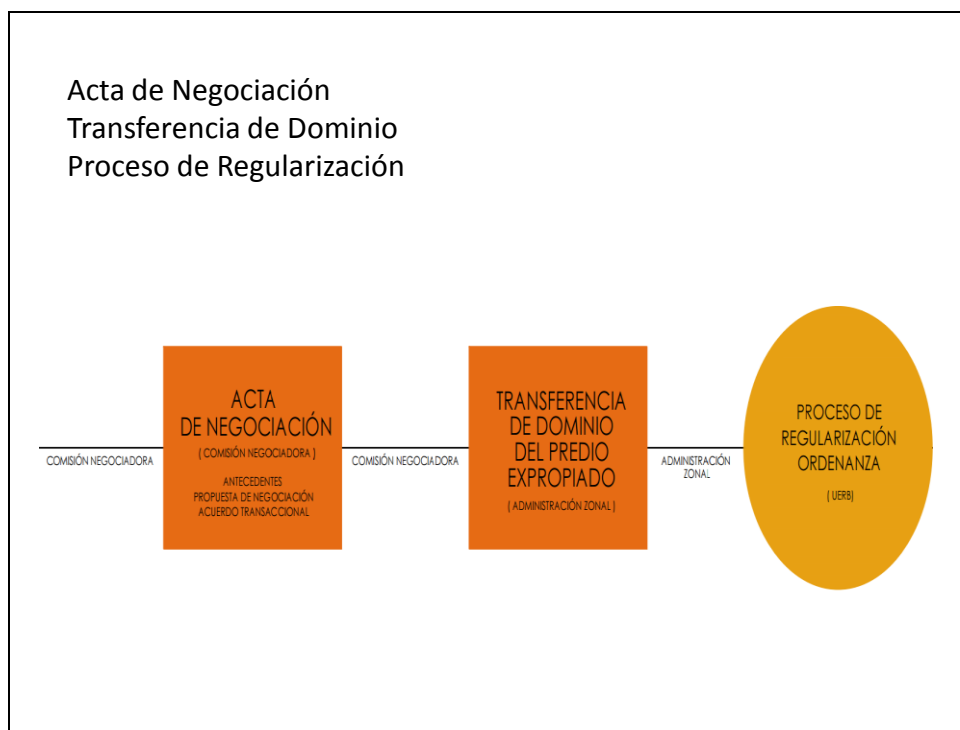 Acta de Negociación
Transferencia de Dominio
Proceso de Regularización
COMISIÓN NEGOCIADORA
ACTA
DE NEGOCIACIÓN
( COMISIÓN NEGOCIADORA )
ANTECEDENTES
PROPUESTA DE NEGOCIACIÓN
ACUERDO TRANSACCIONAL
COMISIÓN NEGOCIADORA
TRANSFERENCIA
DE DOMINIO
DEL PREDIO
EXPROPIADO
( ADMINISTRACIÓN ZONAL )
ADMINISTRACIÓN
ZONAL
PROCESO DE
REGULARIZACIÓN
ORDENANZA
( UERB)